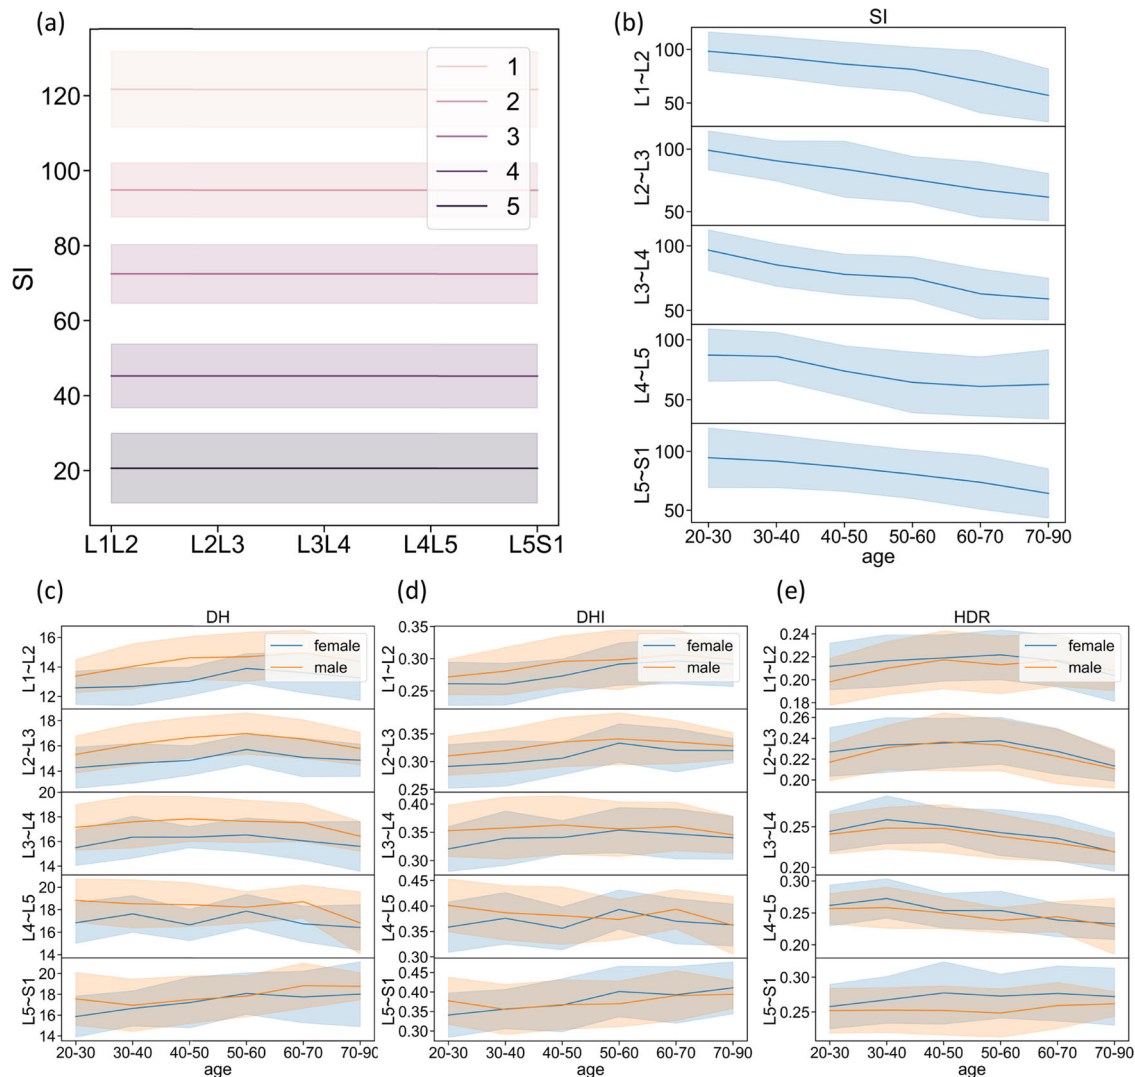 (a)
SI
120
100
80
60
40
20
1
2
3
4
5
L1L2 L2L3 L3L4 L4L5 L5S1
(b)
SI
L1~L2
100
50
L2~L3
100
50
L3~L4
100
50
L4~L5
100
50
L5~S1
100
50
20-30 30-40 40-50 50-60 60-70 70-90
age
(c)
DH
female
male
L1~L2
16
14
12
L2~L3
18
16
14
L3~L4
20
18
16
14
L4~L5
20
18
16
14
L5~S1
20
18
16
14
20-30 30-40 40-50 50-60 60-70 70-90
age
(d)
DHI
female
male
L1~L2
0.35
0.30
0.25
L2~L3
0.35
0.30
0.25
L3~L4
0.40
0.35
0.30
L4~L5
0.45
0.40
0.35
0.30
L5~S1
0.45
0.40
0.35
0.30
20-30 30-40 40-50 50-60 60-70 70-90
age
(e)
HDR
female
male
L1~L2
0.24
0.22
0.20
0.18
L2~L3
0.26
0.24
0.22
0.20
L3~L4
0.25
0.20
L4~L5
0.30
0.25
0.20
L5~S1
0.30
0.25
20-30 30-40 40-50 50-60 60-70 70-90
age